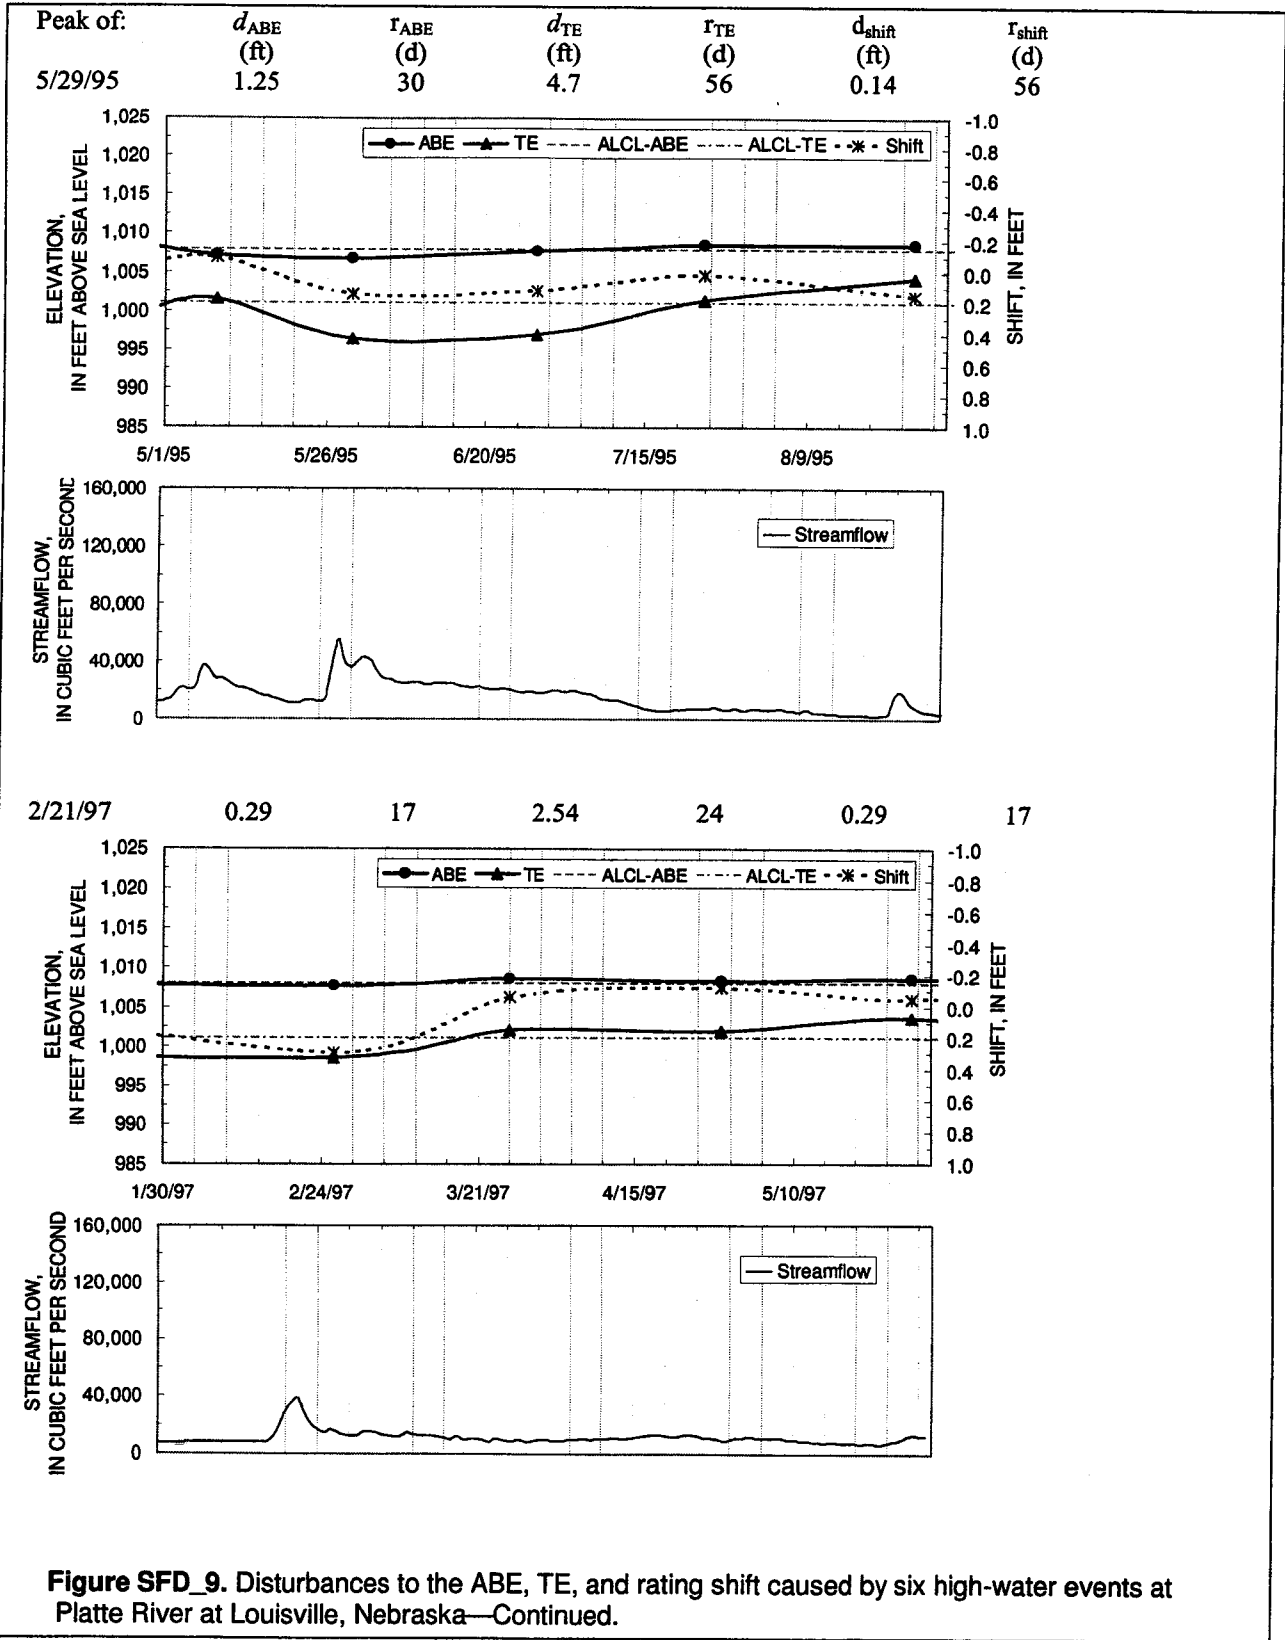 Peak of: dABE rABE dTE rTE dshift rshift
(ft) (d) (ft) (d) (ft) (d)
5/29/95 1.25 30 4.7 56 0.14 56
ELEVATION,
IN FEET ABOVE SEA LEVEL
1,025
1,020
1,015
1,010
1,005
1,000
995
990
985
ABE TE ALCL-ABE ALCL-TE Shift
-1.0
-0.8
-0.6
-0.4
-0.2
0.0
0.2
0.4
0.6
0.8
1.0
SHIFT, IN FEET
5/1/95 5/26/95 6/20/95 7/15/95 8/9/95
STREAMFLOW,
IN CUBIC FEET PER SECOND
160,000
120,000
80,000
40,000
0
Streamflow
2/21/97 0.29 17 2.54 24 0.29 17
ELEVATION,
IN FEET ABOVE SEA LEVEL
1,025
1,020
1,015
1,010
1,005
1,000
995
990
985
ABE TE ALCL-ABE ALCL-TE Shift
-1.0
-0.8
-0.6
-0.4
-0.2
0.0
0.2
0.4
0.6
0.8
1.0
SHIFT, IN FEET
1/30/97 2/24/97 3/21/97 4/15/97 5/10/97
STREAMFLOW,
IN CUBIC FEET PER SECOND
160,000
120,000
80,000
40,000
0
Streamflow
Figure SFD_9. Disturbances to the ABE, TE, and rating shift caused by six high-water events at
Platte River at Louisville, Nebraska—Continued.